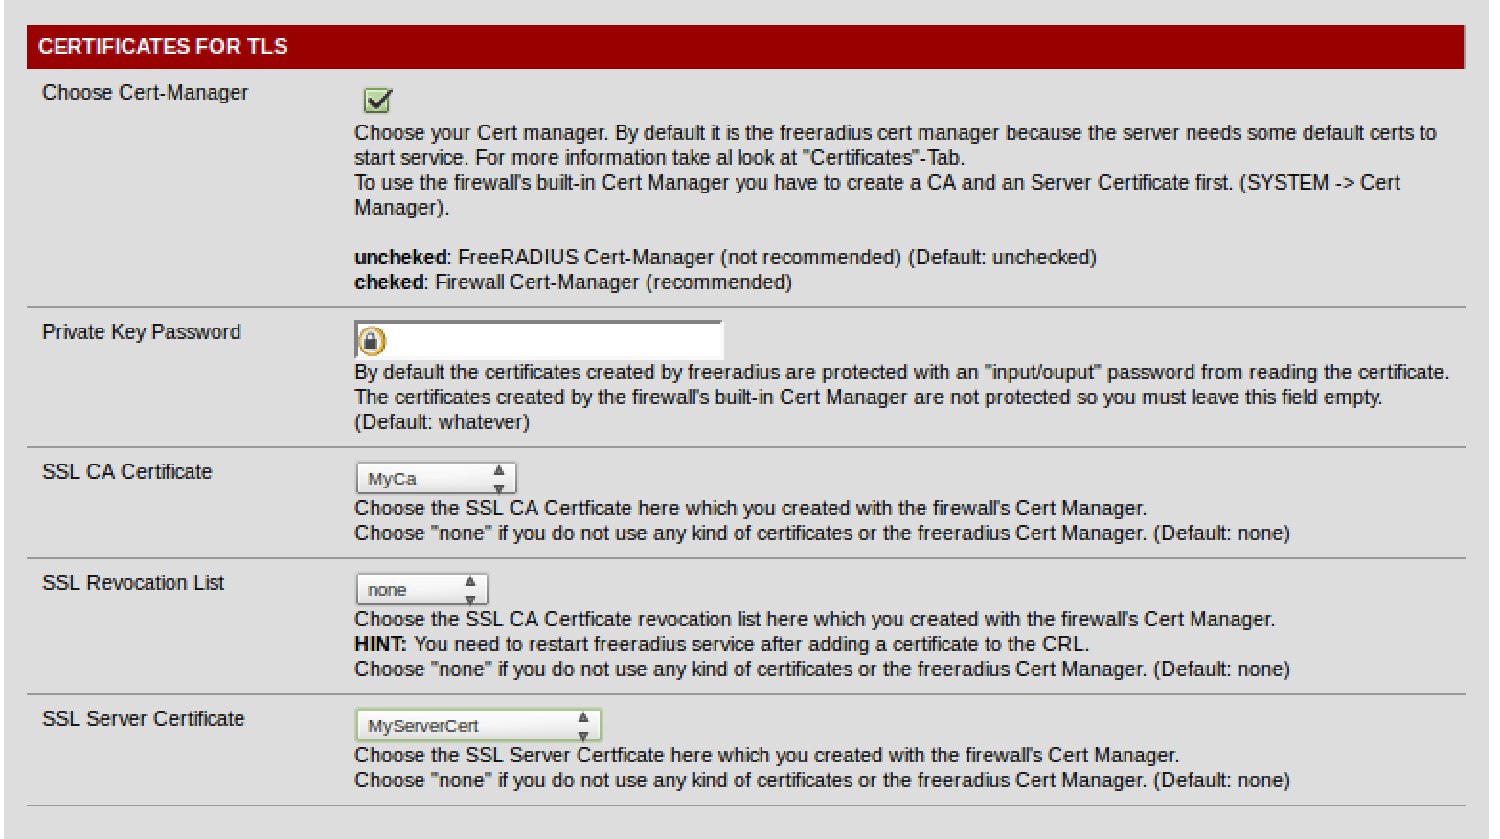 CERTIFICATES FOR TLS
Choose Cert-Manager
Choose your Cert manager. By default it is the freeradius cert manager because the server needs some default certs to
start service. For more information take al look at "Certificates"-Tab.
To use the firewall's built-in Cert Manager you have to create a CA and an Server Certificate first. (SYSTEM -> Cert
Manager).
uncheked: FreeRADIUS Cert-Manager (not recommended) (Default: unchecked)
cheked: Firewall Cert-Manager (recommended)
Private Key Password
By default the certificates created by freeradius are protected with an "input/ouput" password from reading the certificate.
The certificates created by the firewall's built-in Cert Manager are not protected so you must leave this field empty.
(Default: whatever)
SSL CA Certificate
MyCa
Choose the SSL CA Certficate here which you created with the firewall's Cert Manager.
Choose "none" if you do not use any kind of certificates or the freeradius Cert Manager. (Default: none)
SSL Revocation List
none
Choose the SSL CA Certficate revocation list here which you created with the firewall's Cert Manager.
HINT: You need to restart freeradius service after adding a certificate to the CRL.
Choose "none" if you do not use any kind of certificates or the freeradius Cert Manager. (Default: none)
SSL Server Certificate
MyServerCert
Choose the SSL Server Certficate here which you created with the firewall's Cert Manager.
Choose "none" if you do not use any kind of certificates or the freeradius Cert Manager. (Default: none)